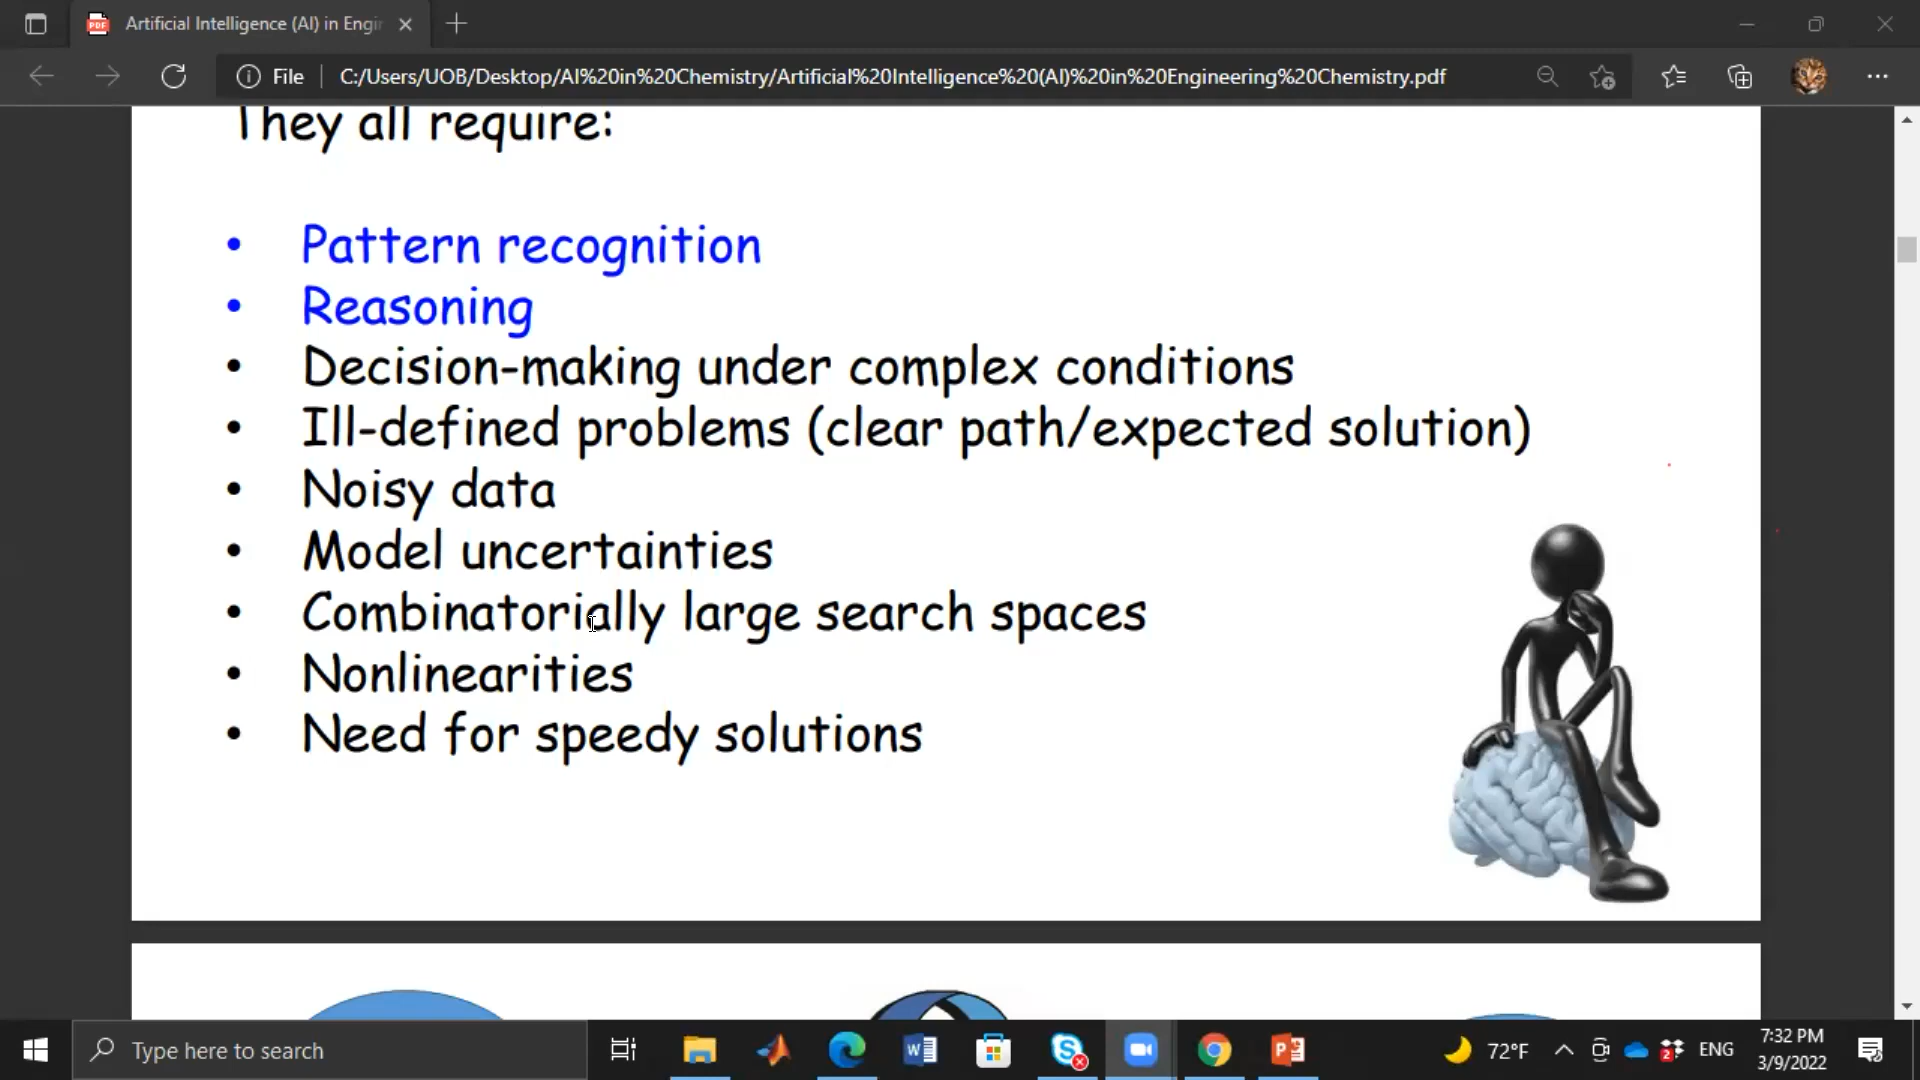 Artificial Intelligence (AI) in Engi
File
C:/Users/UOB/Desktop/AI%20in%20Chemistry/Artificial%20Intelligence%20(AI)%20in%20Engineering%20Chemistry.pdf
They all require:
• Pattern recognition
• Reasoning
• Decision-making under complex conditions
• Ill-defined problems (clear path/expected solution)
• Noisy data
• Model uncertainties
• Combinatorially large search spaces
• Nonlinearities
• Need for speedy solutions
Type here to search
72°F
ENG
7:32 PM
3/9/2022